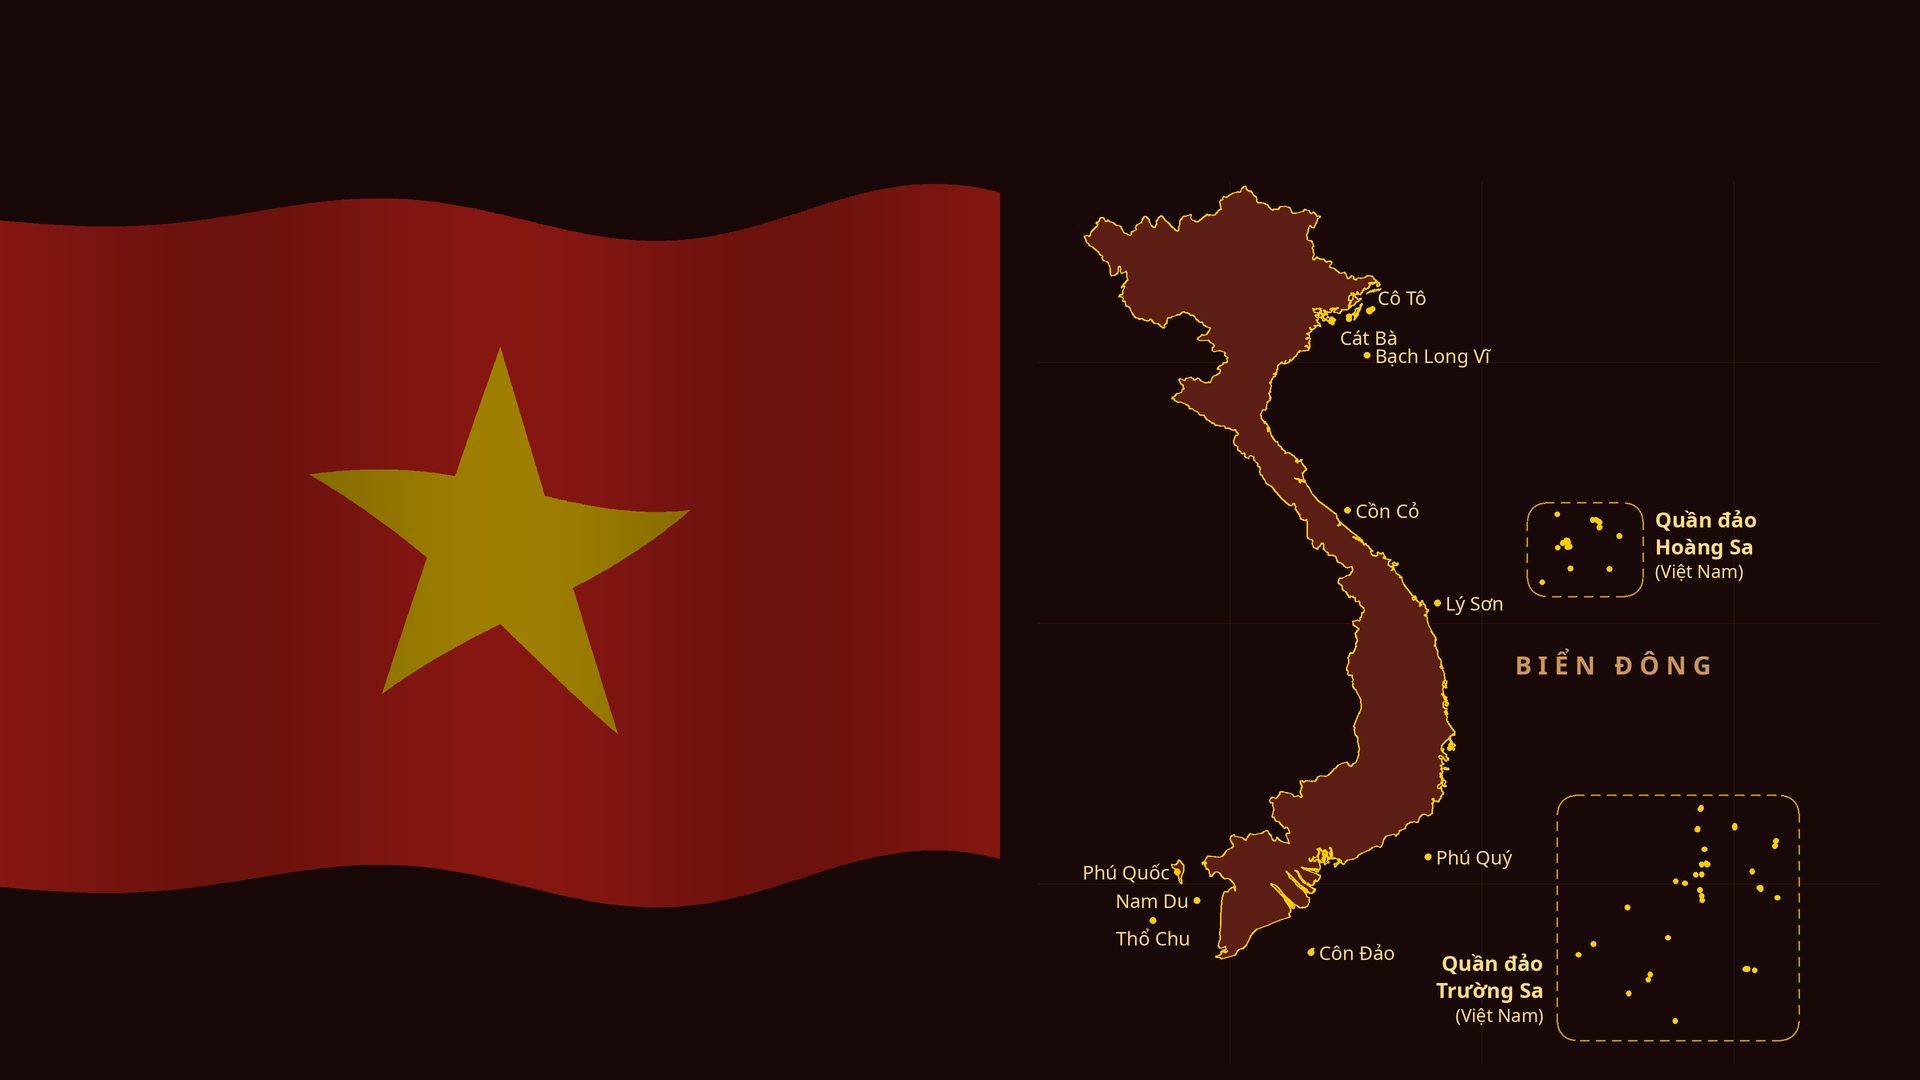 Cô Tô
Cát Bà
Bạch Long Vĩ
Cồn Cỏ
Quần đảo
Hoàng Sa
(Việt Nam)
Lý Sơn
BIỂN ĐÔNG
Phú Quý
Phú Quốc
Nam Du
Thổ Chu
Côn Đảo
Quần đảo
Trường Sa
(Việt Nam)